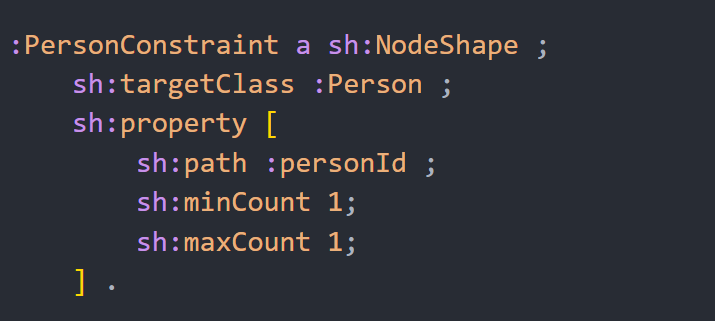 :PersonConstraint a sh:NodeShape ;
    sh:targetClass :Person ;
    sh:property [
        sh:path :personId ;
        sh:minCount 1;
        sh:maxCount 1;
    ] .